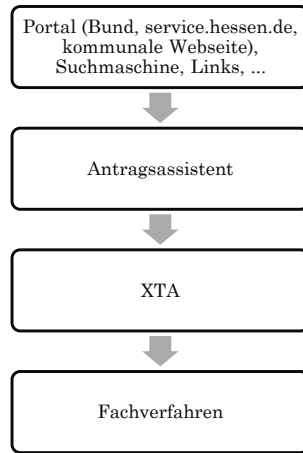 Portal (Bund, service.hessen.de,
kommunale Webseite),
Suchmaschine, Links, ...
Antragsassistent
XTA
Fachverfahren